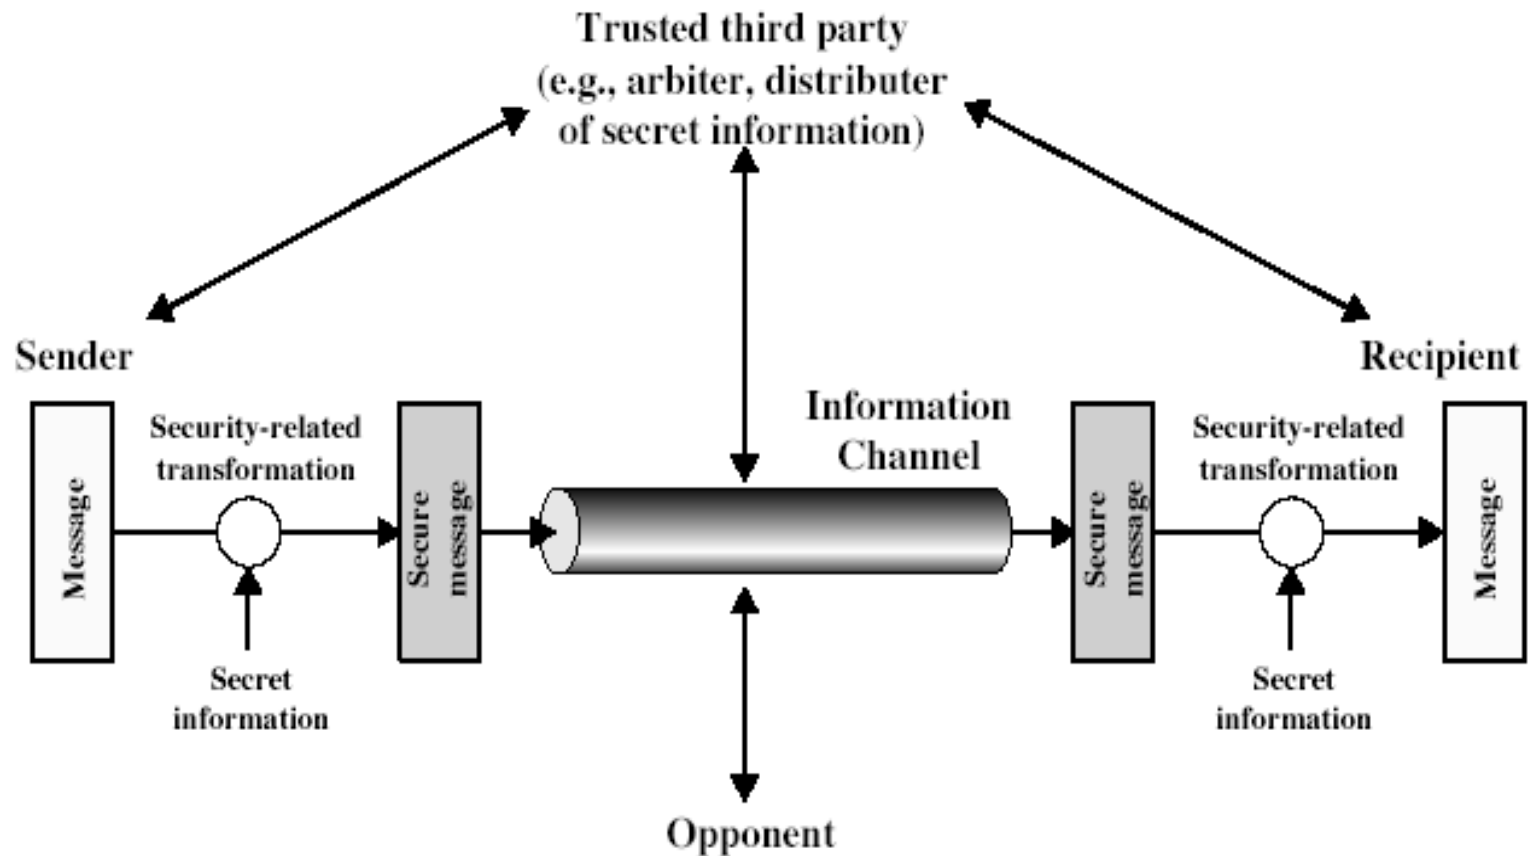 Trusted third party
(e.g., arbiter, distributer
of secret information)
Sender
Recipient
Information
Channel
Security-related
transformation
Security-related
transformation
Message
Secure
message
Secure
message
Message
Secret
information
Secret
information
Opponent